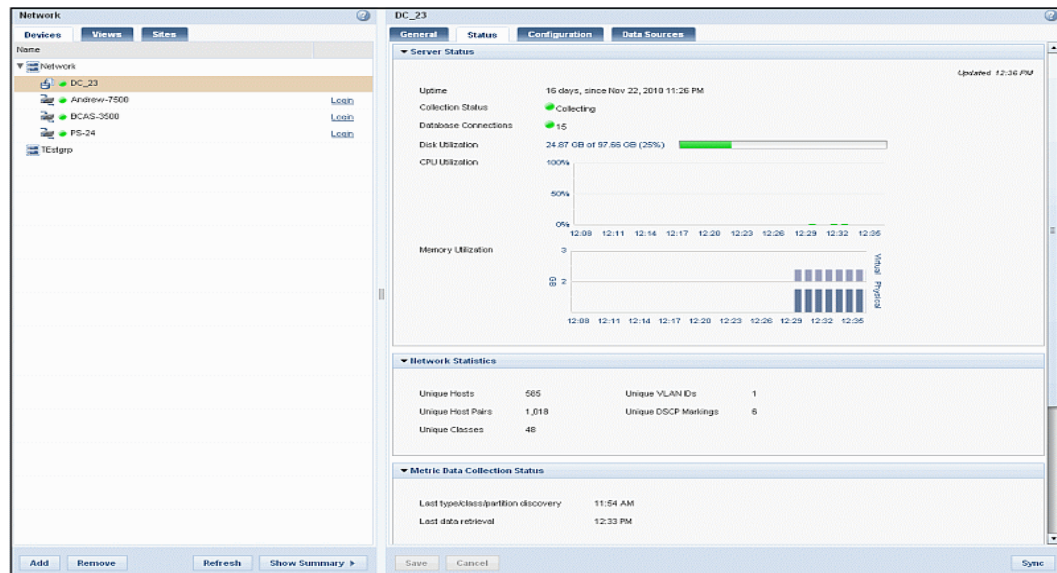 Network
Devices Views Sites
Name
Network
DC_23
Andrew-7500 Login
BCAS-3500 Login
PS-24 Login
TEstgrp
Add Remove Refresh Show Summary
DC_23
General Status Configuration Data Sources
Server Status
Updated 12:36 PM
Uptime 16 days, since Nov 22, 2010 11:26 PM
Collection Status Collecting
Database Connections 15
Disk Utilization 24.87 GB of 97.66 GB (25%)
CPU Utilization
100%
50%
0%
12:08 12:11 12:14 12:17 12:20 12:23 12:26 12:29 12:32 12:35
Memory Utilization
3
GB 2
Virtual Physical
12:08 12:11 12:14 12:17 12:20 12:23 12:26 12:29 12:32 12:35
Network Statistics
Unique Hosts 585 Unique VLAN IDs 1
Unique Host Pairs 1,018 Unique DSCP Markings 6
Unique Classes 48
Metric Data Collection Status
Last type/class/partition discovery 11:54 AM
Last data retrieval 12:33 PM
Save Cancel Sync